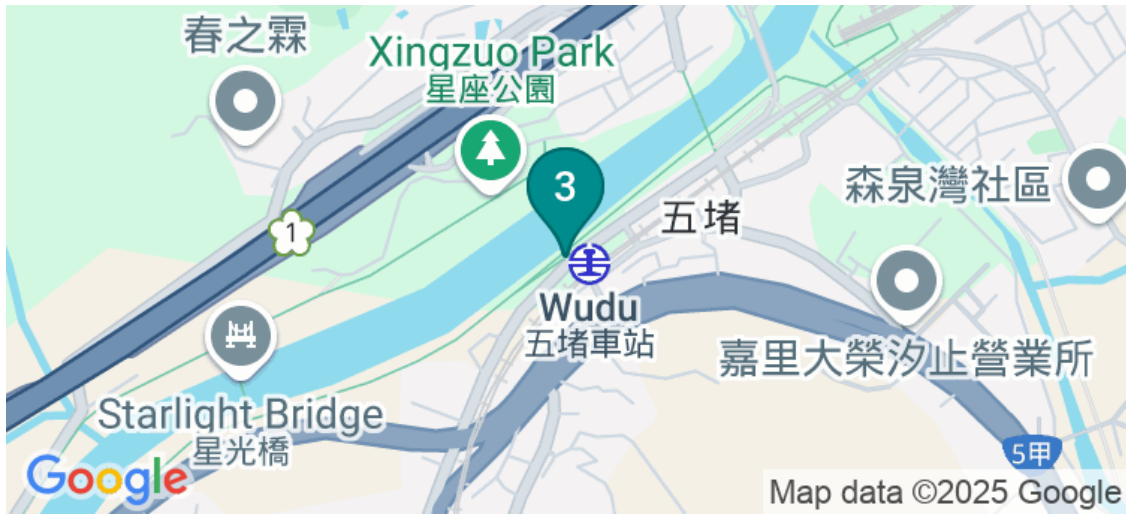 春之霖
Xingzuo Park
星座公園
3
森泉灣社區
五堵
1
Wudu
五堵車站
嘉里大榮汐止營業所
Starlight Bridge
星光橋
5甲
Google
Map data ©2025 Google